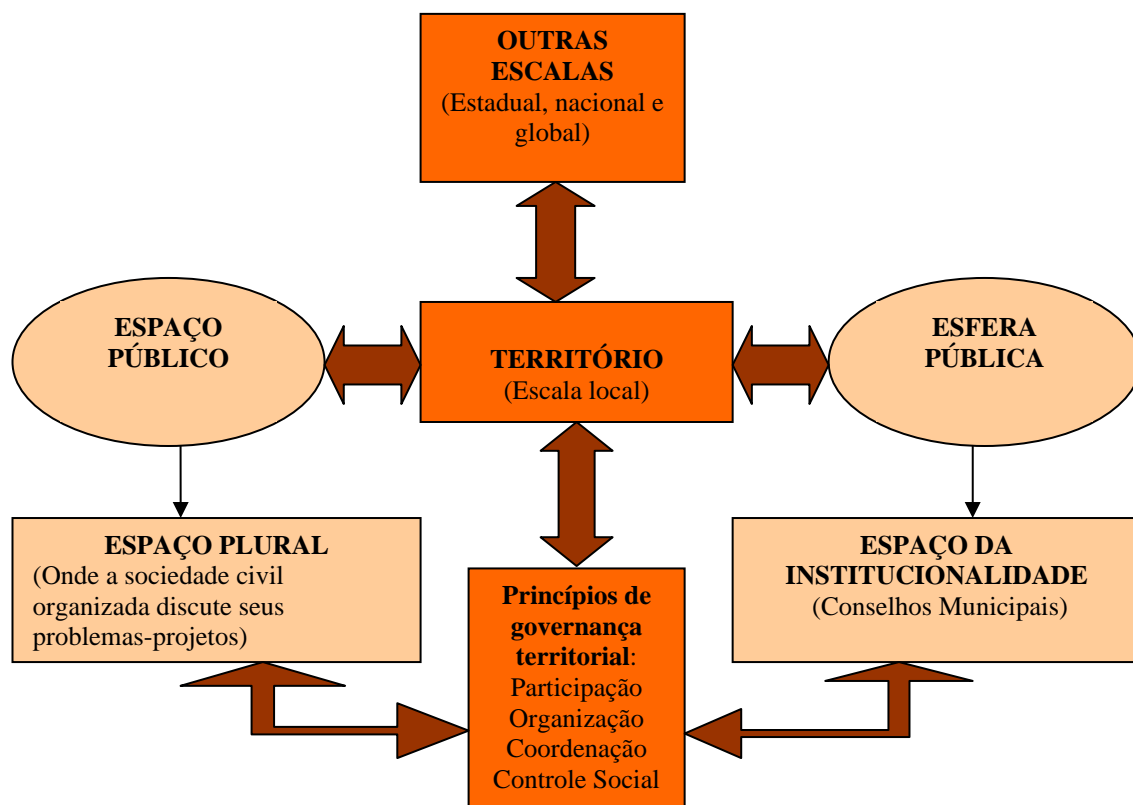 OUTRAS
ESCALAS
(Estadual, nacional e
global)
ESPAÇO
PÚBLICO
TERRITÓRIO
(Escala local)
ESFERA
PÚBLICA
ESPAÇO PLURAL
(Onde a sociedade civil
organizada discute seus
problemas-projetos)
Princípios de
governança
territorial:
Participação
Organização
Coordenação
Controle Social
ESPAÇO DA
INSTITUCIONALIDADE
(Conselhos Municipais)